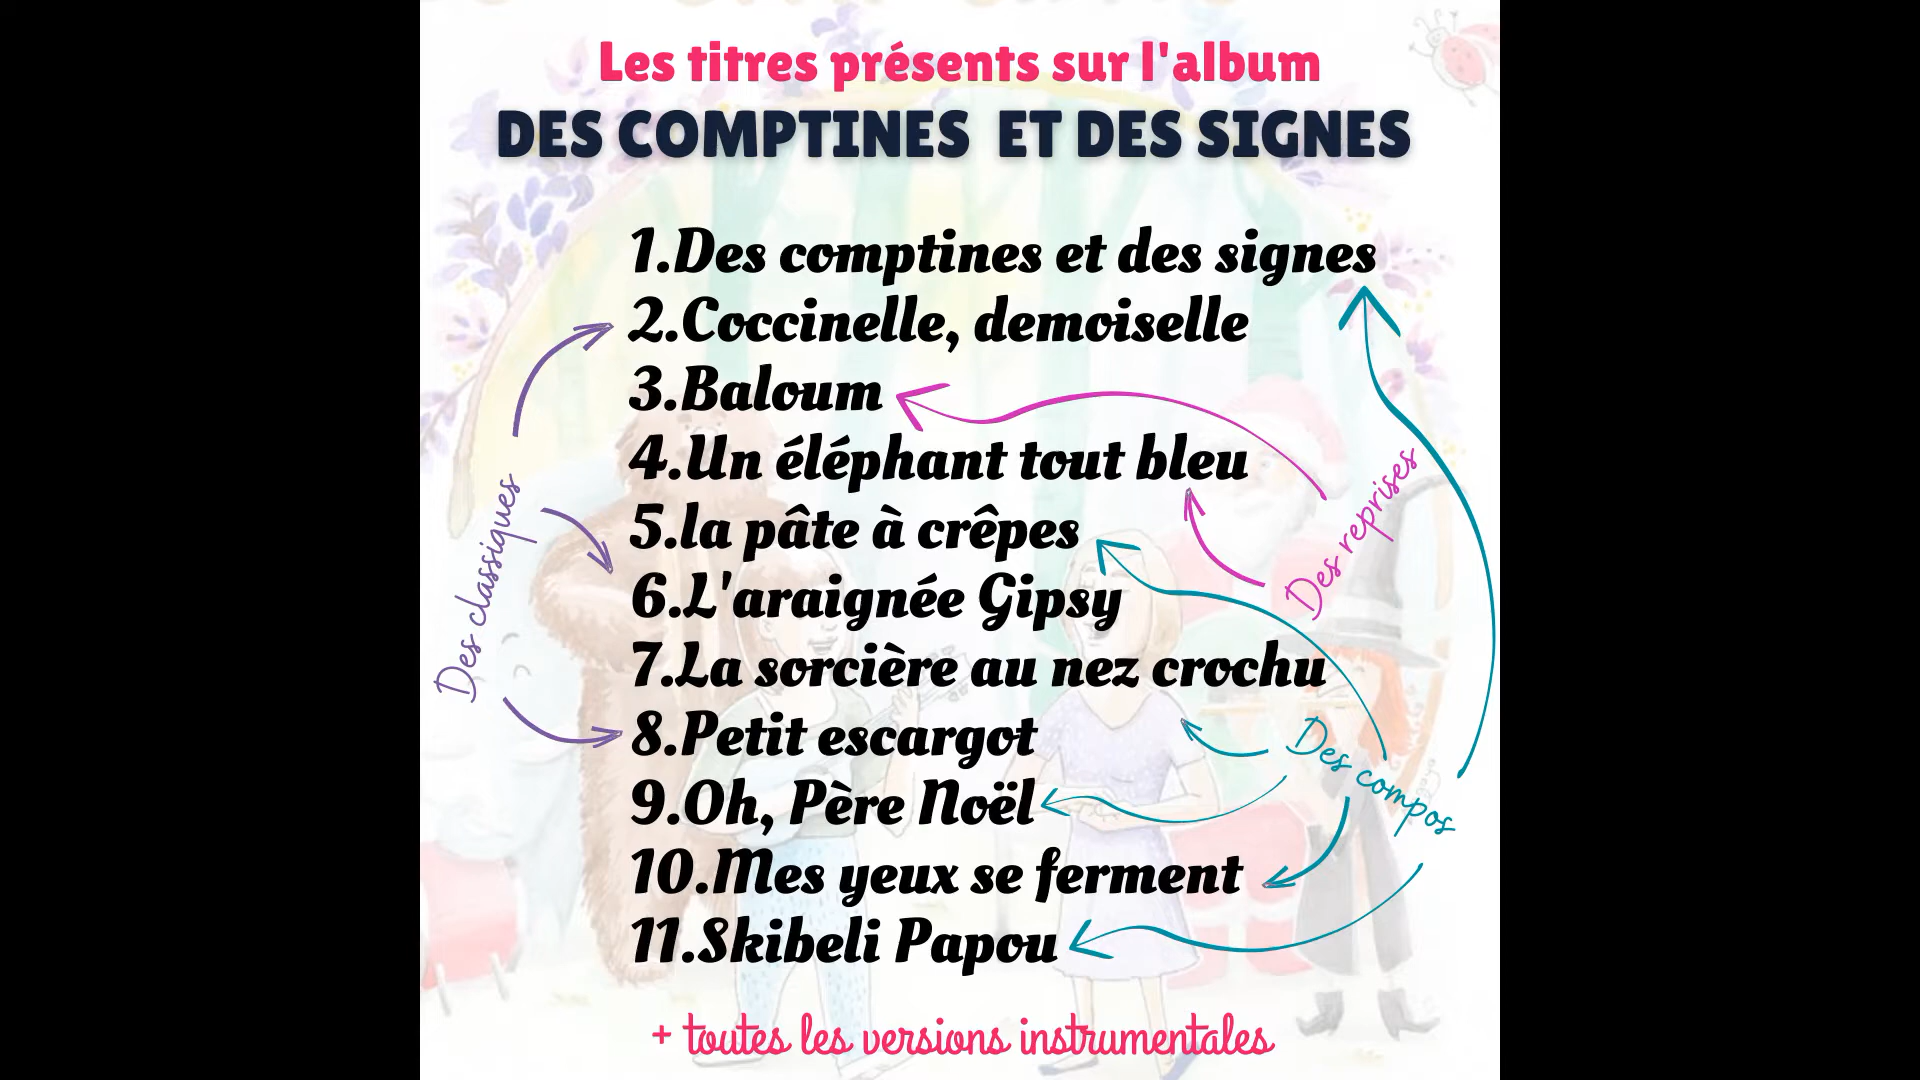 Les titres présents sur l'album
DES COMPTINES ET DES SIGNES
1.Des comptines et des signes
2.Coccinelle, demoiselle
3.Baloum
4.Un éléphant tout bleu
5.la pâte à crêpes
6.L'araignée Gipsy
7.La sorcière au nez crochu
8.Petit escargot
9.Oh, Père Noël
10.Mes yeux se ferment
11.Skibeli Papou
Des classiques
Des reprises
Des compos
+ toutes les versions instrumentales